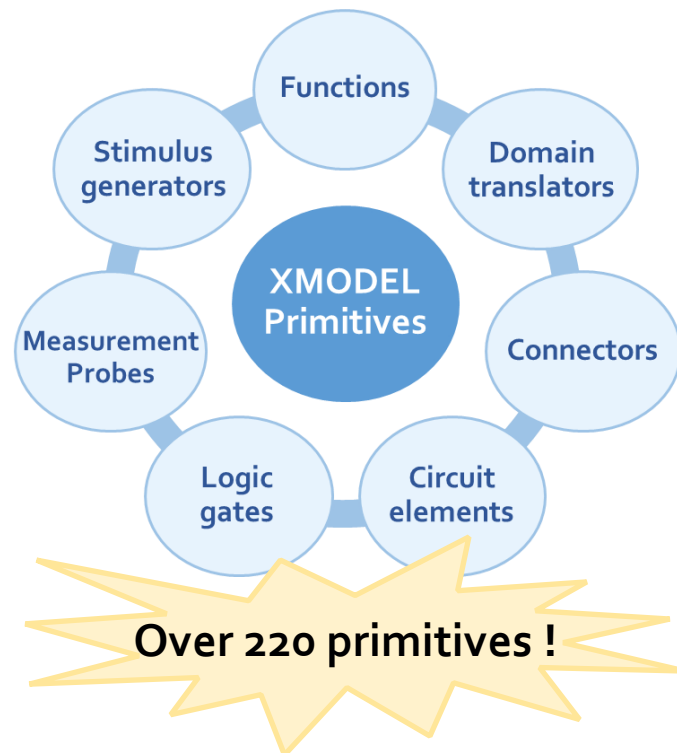 Functions
Stimulus
generators
Domain
translators
XMODEL
Primitives
Measurement
Probes
Connectors
Logic
gates
Circuit
elements
Over 220 primitives !